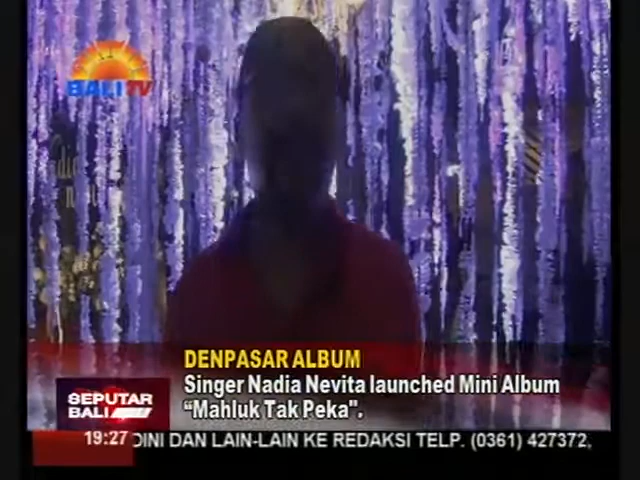 BALI TV
DENPASAR ALBUM
Singer Nadia Nevita launched Mini Album
“Mahluk Tak Peka".
SEPUTAR
BALI
19:27
DINI DAN LAIN-LAIN KE REDAKSI TELP. (0361) 427372,